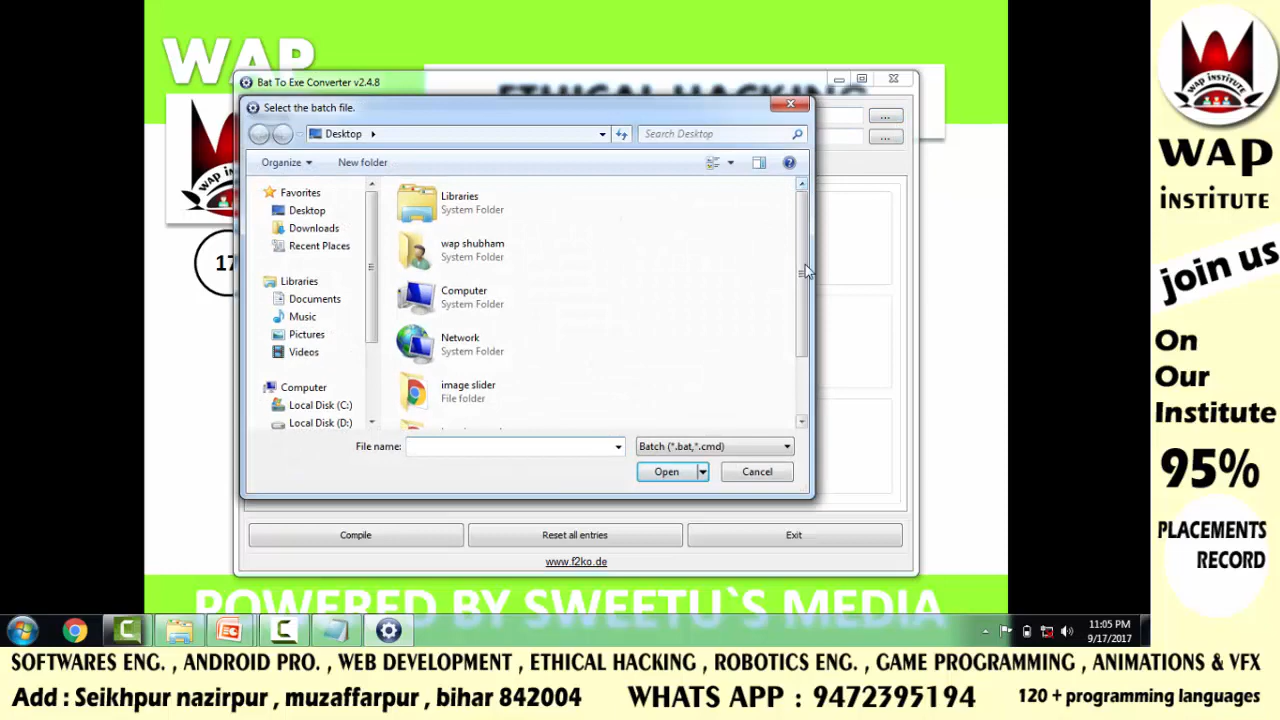 WAP
Bat To Exe Converter v2.4.8
ETHICAL HACKING
Select the batch file.
Desktop
Search Desktop
Organize
New folder
Favorites
Desktop
Downloads
Recent Places
Libraries
Documents
Music
Pictures
Videos
Computer
Local Disk (C:)
Local Disk (D:)
Libraries
System Folder
wap shubham
System Folder
Computer
System Folder
Network
System Folder
image slider
File folder
File name:
Batch (*.bat,*.cmd)
Open
Cancel
...
...
17
Compile
Reset all entries
Exit
www.f2ko.de
POWERED BY SWEETU`S MEDIA
11:05 PM
9/17/2017
wap institute
WAP
INSTITUTE
join us
On
Our
Institute
95%
PLACEMENTS
RECORD
SOFTWARES ENG. , ANDROID PRO. , WEB DEVELOPMENT , ETHICAL HACKING , ROBOTICS ENG. , GAME PROGRAMMING , ANIMATIONS & VFX
Add : Seikhpur nazirpur , muzaffarpur , bihar 842004
WHATS APP : 9472395194
120 + programming languages